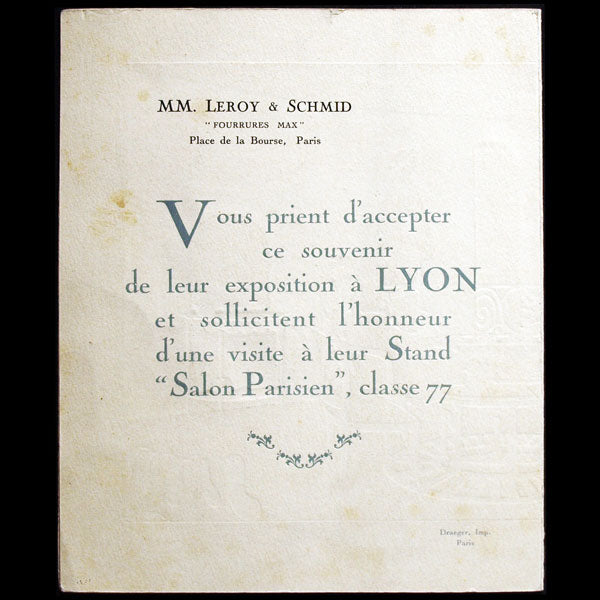 MM. LEROY & SCHMID
"FOURRURES MAX"
Place de la Bourse, Paris
Vous prient d'accepter
ce souvenir
de leur exposition à LYON
et sollicitent l'honneur
d'une visite à leur Stand
"Salon Parisien", classe 77
Draeger, Imp.
Paris